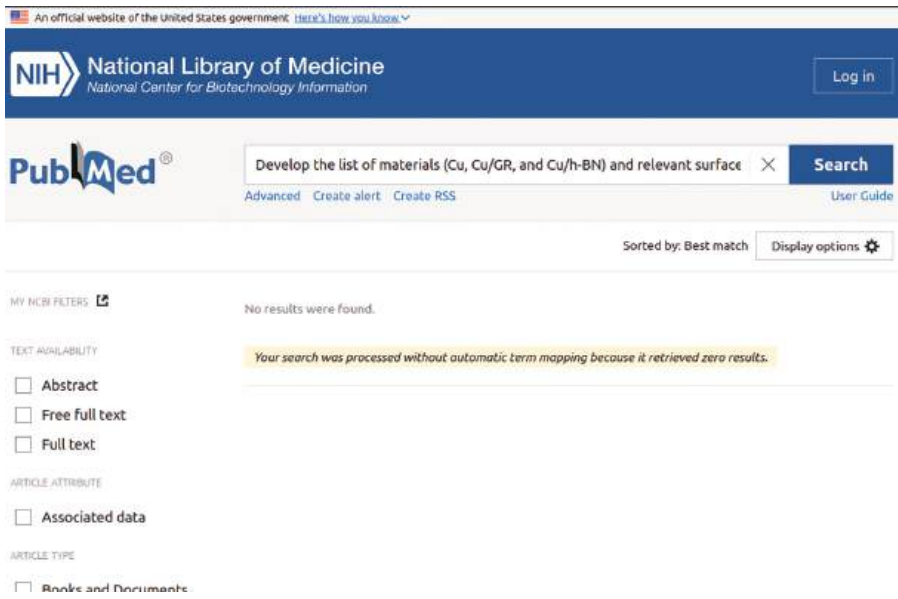 An official website of the United States government Here's how you know
NIH National Library of Medicine
National Center for Biotechnology Information
Log in
PubMed®
Develop the list of materials (Cu, Cu/GR, and Cu/h-BN) and relevant surface
Search
Advanced Create alert Create RSS
User Guide
Sorted by: Best match
Display options
MY NCBI FILTERS
No results were found.
Your search was processed without automatic term mapping because it retrieved zero results.
TEXT AVAILABILITY
Abstract
Free full text
Full text
ARTICLE ATTRIBUTE
Associated data
ARTICLE TYPE
Books and Documents